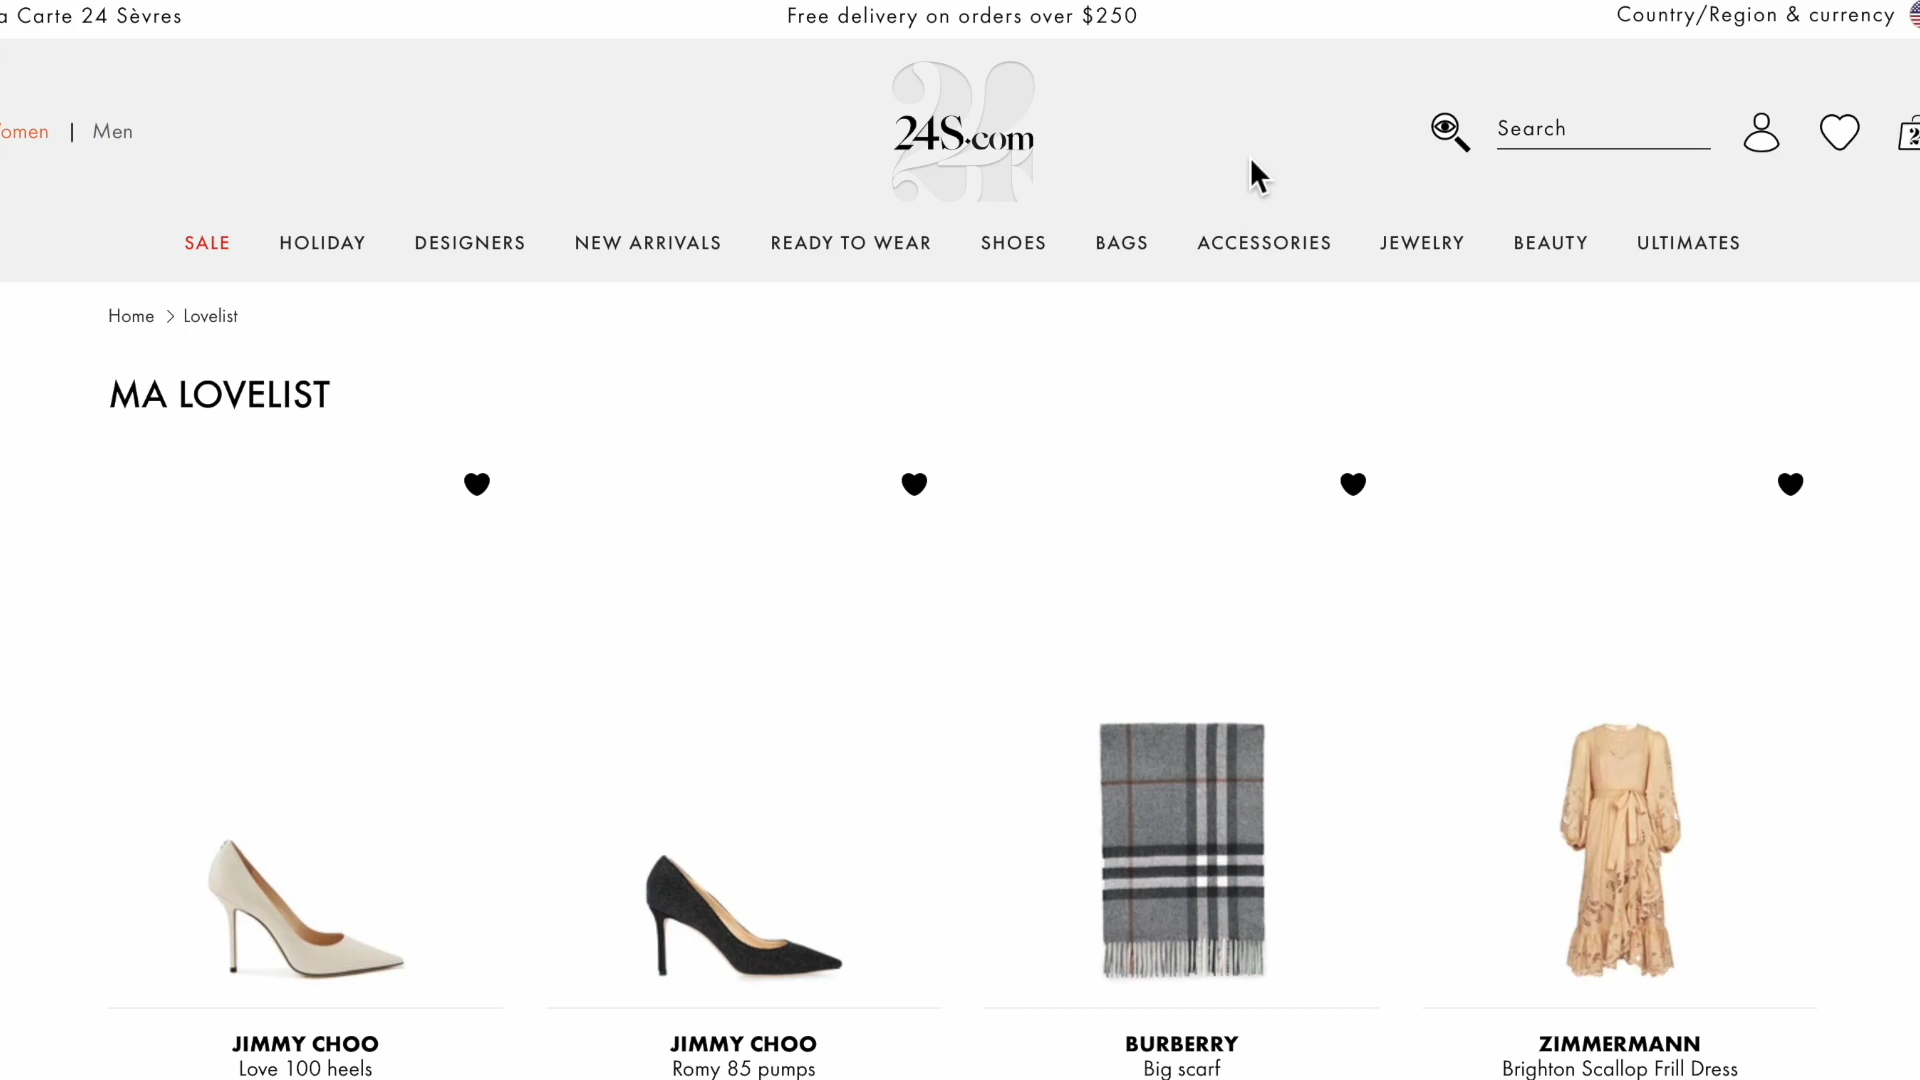 a Carte 24 Sèvres
Free delivery on orders over $250
Country/Region & currency
Women | Men
24S.com
Search
SALE HOLIDAY DESIGNERS NEW ARRIVALS READY TO WEAR SHOES BAGS ACCESSORIES JEWELRY BEAUTY ULTIMATES
Home > Lovelist
MA LOVELIST
JIMMY CHOO
Love 100 heels
JIMMY CHOO
Romy 85 pumps
BURBERRY
Big scarf
ZIMMERMANN
Brighton Scallop Frill Dress